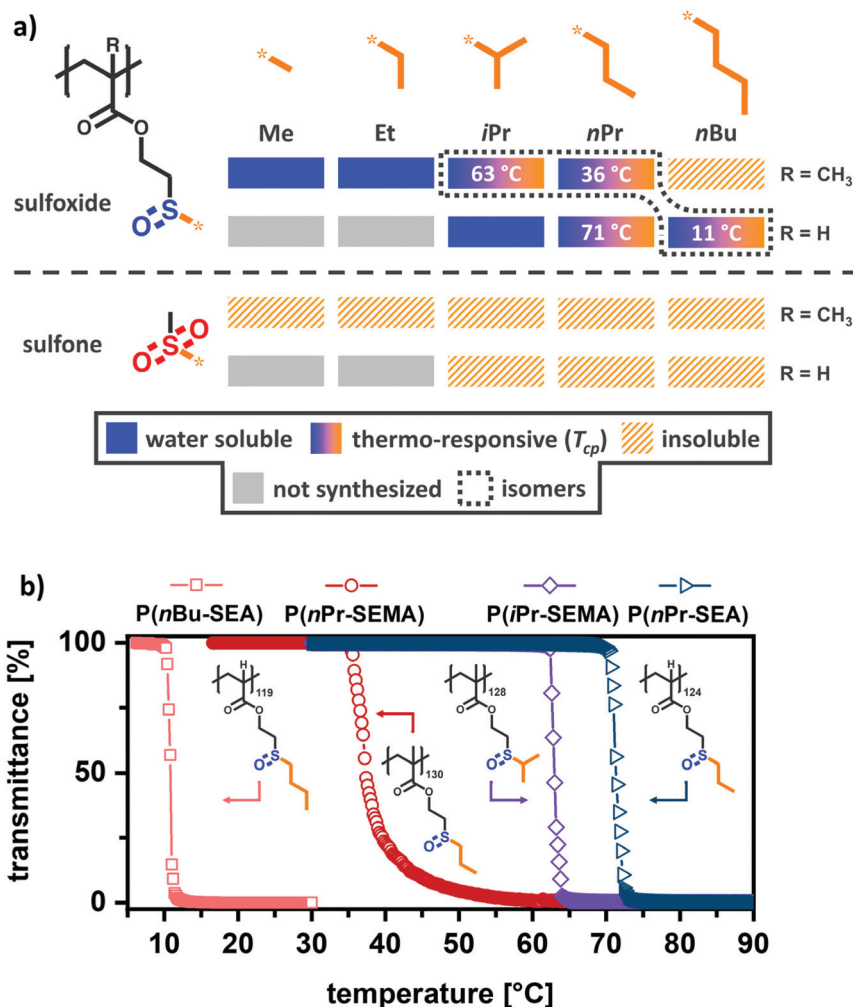 a)
R
O
O
sulfoxide
O
S
*
*
*
*
*
*
Me Et iPr nPr nBu
63 °C 36 °C R = CH3
71 °C 11 °C R = H
sulfone
O
S
O
*
R = CH3
R = H
water soluble thermo-responsive (Tcp) insoluble
not synthesized isomers
b)
P(nBu-SEA) P(nPr-SEMA) P(iPr-SEMA) P(nPr-SEA)
transmittance [%]
100
50
0
H
119
O
O
S
O
130
O
O
S
O
128
O
O
S
O
H
124
O
O
S
O
10 20 30 40 50 60 70 80 90
temperature [°C]